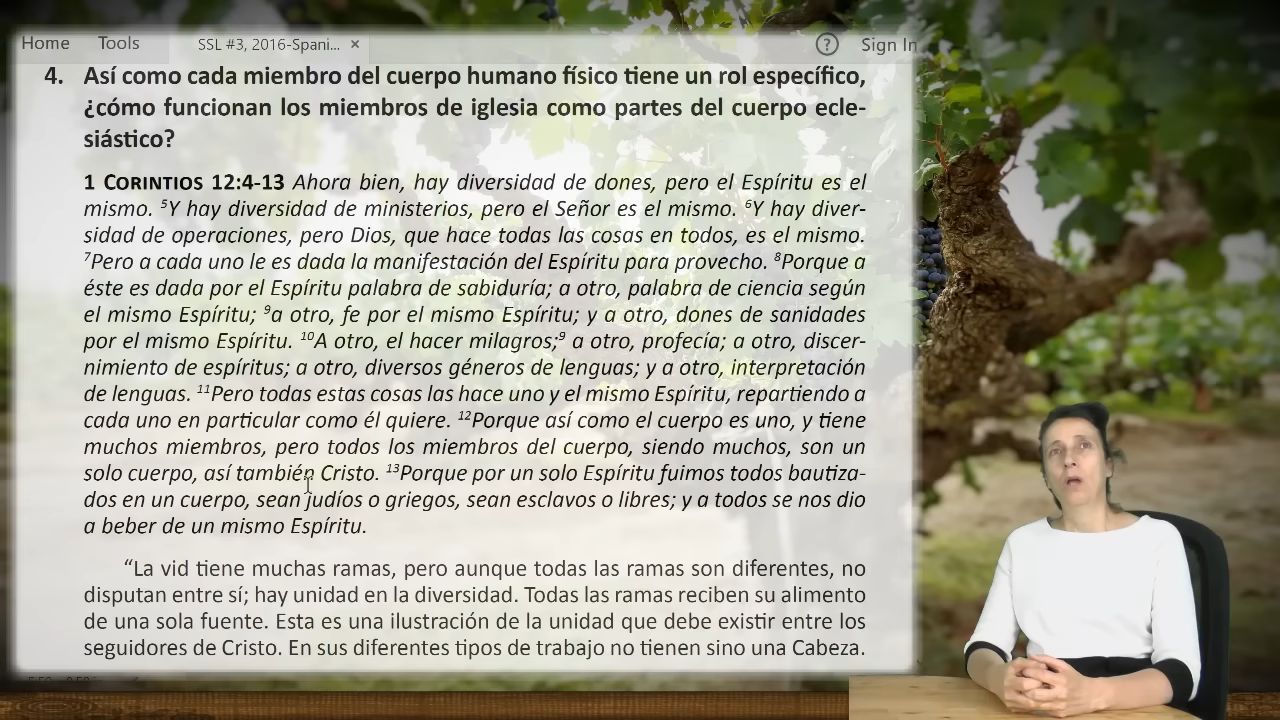 Home Tools SSL #3, 2016-Spani... × ? Sign In
4. Así como cada miembro del cuerpo humano físico tiene un rol específico,
¿cómo funcionan los miembros de iglesia como partes del cuerpo ecle-
siástico?
1 CORINTIOS 12:4-13 Ahora bien, hay diversidad de dones, pero el Espíritu es el
mismo. ⁵Y hay diversidad de ministerios, pero el Señor es el mismo. ⁶Y hay diver-
sidad de operaciones, pero Dios, que hace todas las cosas en todos, es el mismo.
⁷Pero a cada uno le es dada la manifestación del Espíritu para provecho. ⁸Porque a
éste es dada por el Espíritu palabra de sabiduría; a otro, palabra de ciencia según
el mismo Espíritu; ⁹a otro, fe por el mismo Espíritu; y a otro, dones de sanidades
por el mismo Espíritu. ¹⁰A otro, el hacer milagros;⁹ a otro, profecía; a otro, discer-
nimiento de espíritus; a otro, diversos géneros de lenguas; y a otro, interpretación
de lenguas. ¹¹Pero todas estas cosas las hace uno y el mismo Espíritu, repartiendo a
cada uno en particular como él quiere. ¹²Porque así como el cuerpo es uno, y tiene
muchos miembros, pero todos los miembros del cuerpo, siendo muchos, son un
solo cuerpo, así también Cristo. ¹³Porque por un solo Espíritu fuimos todos bautiza-
dos en un cuerpo, sean judíos o griegos, sean esclavos o libres; y a todos se nos dio
a beber de un mismo Espíritu.
“La vid tiene muchas ramas, pero aunque todas las ramas son diferentes, no
disputan entre sí; hay unidad en la diversidad. Todas las ramas reciben su alimento
de una sola fuente. Esta es una ilustración de la unidad que debe existir entre los
seguidores de Cristo. En sus diferentes tipos de trabajo no tienen sino una Cabeza.